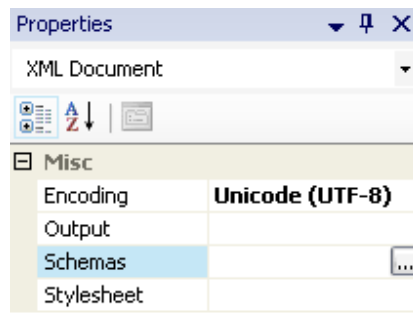 Properties
XML Document
A
Z
Misc
Encoding Unicode (UTF-8)
Output
Schemas ...
Stylesheet